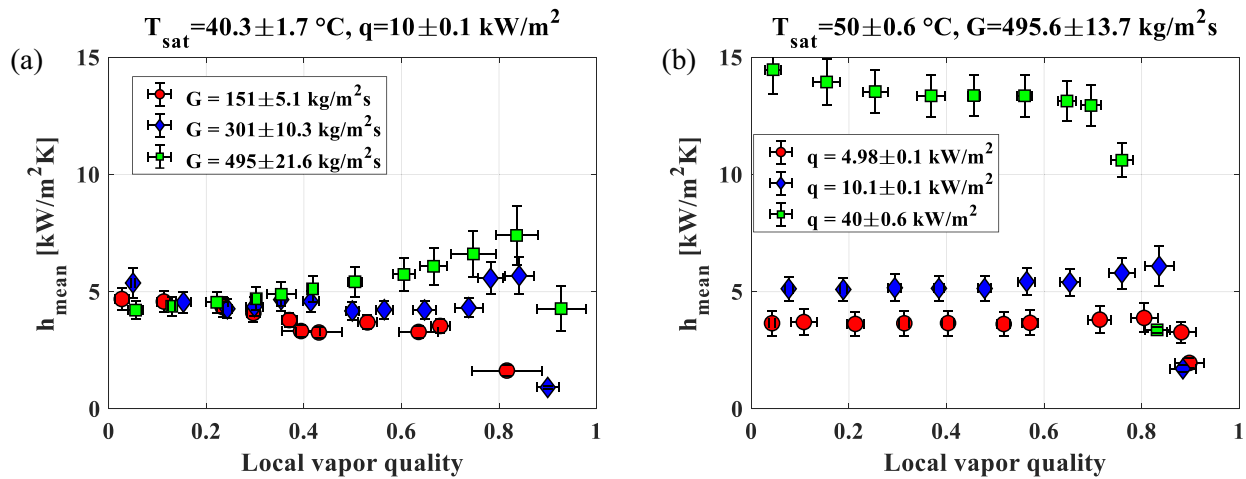 (a)
T_sat=40.3±1.7 °C, q=10±0.1 kW/m²
15
10
5
0
h_mean [kW/m²K]
G = 151±5.1 kg/m²s
G = 301±10.3 kg/m²s
G = 495±21.6 kg/m²s
0 0.2 0.4 0.6 0.8 1
Local vapor quality
(b)
T_sat=50±0.6 °C, G=495.6±13.7 kg/m²s
15
10
5
0
h_mean [kW/m²K]
q = 4.98±0.1 kW/m²
q = 10.1±0.1 kW/m²
q = 40±0.6 kW/m²
0 0.2 0.4 0.6 0.8 1
Local vapor quality